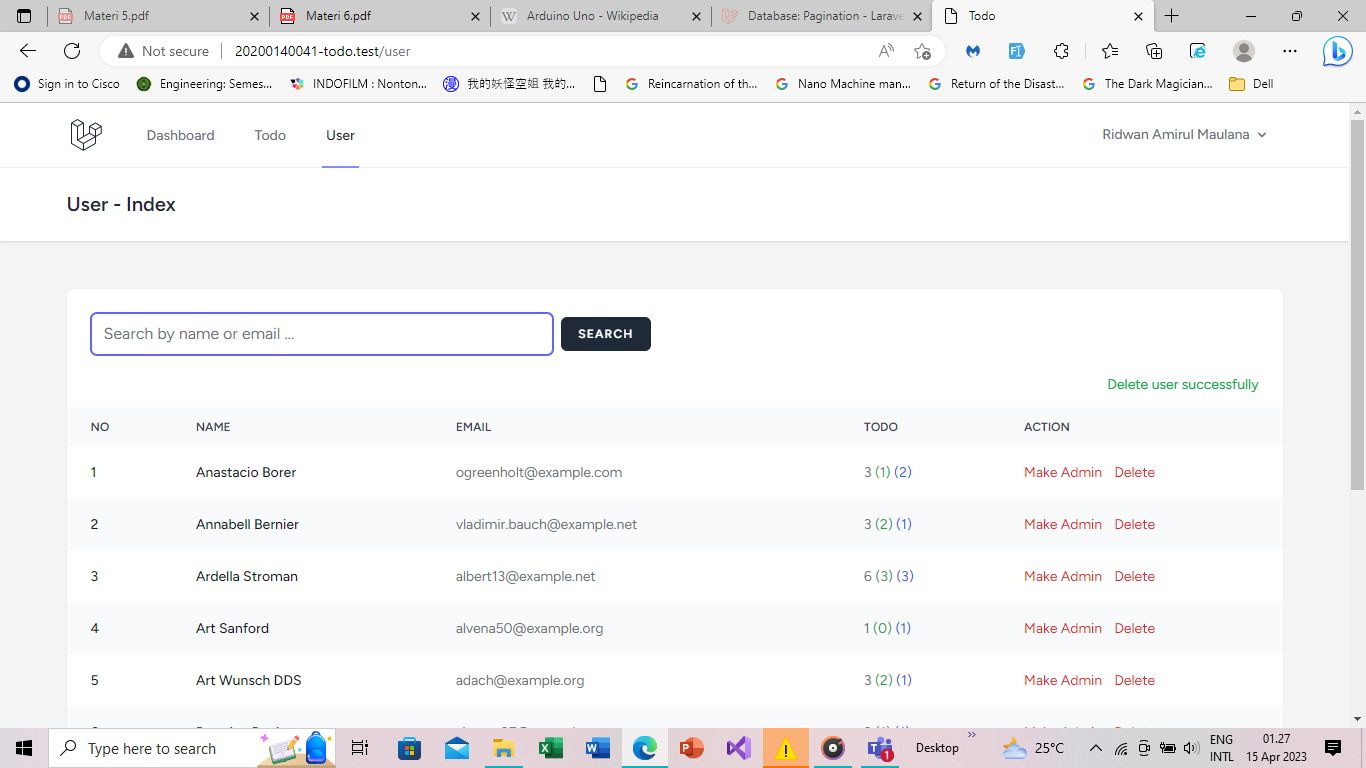 Materi 5.pdf
Materi 6.pdf
Arduino Uno - Wikipedia
Database: Pagination - Larave
Todo
Not secure
20200140041-todo.test/user
Sign in to Cisco
Engineering: Semes...
INDOFILM : Nonton...
我的妖怪空姐 我的...
Reincarnation of th...
Nano Machine man...
Return of the Disast...
The Dark Magician...
Dell
Dashboard
Todo
User
Ridwan Amirul Maulana
User - Index
Search by name or email ...
SEARCH
Delete user successfully
NO NAME EMAIL TODO ACTION
1 Anastacio Borer ogreenholt@example.com 3 (1) (2) Make Admin Delete
2 Annabell Bernier vladimir.bauch@example.net 3 (2) (1) Make Admin Delete
3 Ardella Stroman albert13@example.net 6 (3) (3) Make Admin Delete
4 Art Sanford alvena50@example.org 1 (0) (1) Make Admin Delete
5 Art Wunsch DDS adach@example.org 3 (2) (1) Make Admin Delete
Type here to search
Desktop
25°C
ENG
INTL
01.27
15 Apr 2023